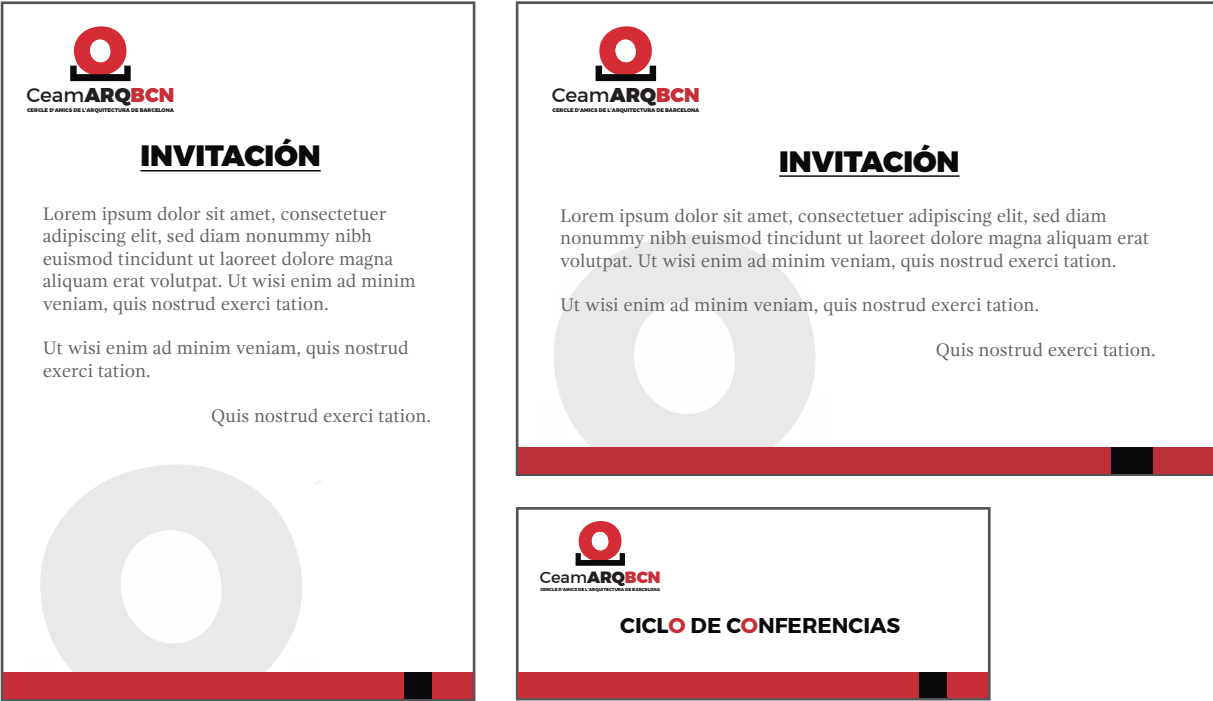 CeamARQBCN
CERCLE D'AMICS DE L'ARQUITECTURA DE BARCELONA
INVITACIÓN
Lorem ipsum dolor sit amet, consectetuer
adipiscing elit, sed diam nonummy nibh
euismod tincidunt ut laoreet dolore magna
aliquam erat volutpat. Ut wisi enim ad minim
veniam, quis nostrud exerci tation.
Ut wisi enim ad minim veniam, quis nostrud
exerci tation.
Quis nostrud exerci tation.
CeamARQBCN
CERCLE D'AMICS DE L'ARQUITECTURA DE BARCELONA
INVITACIÓN
Lorem ipsum dolor sit amet, consectetuer adipiscing elit, sed diam
nonummy nibh euismod tincidunt ut laoreet dolore magna aliquam erat
volutpat. Ut wisi enim ad minim veniam, quis nostrud exerci tation.
Ut wisi enim ad minim veniam, quis nostrud exerci tation.
Quis nostrud exerci tation.
CeamARQBCN
CERCLE D'AMICS DE L'ARQUITECTURA DE BARCELONA
CICLO DE CONFERENCIAS